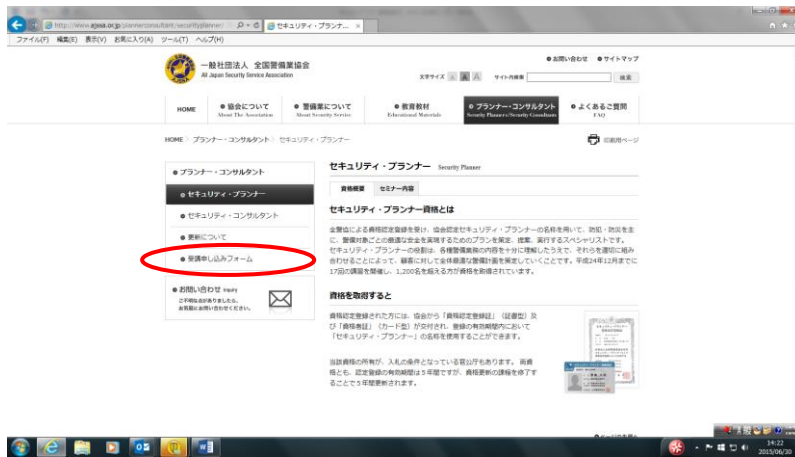 http://www.ajssa.or.jp/planner/consultant/securityplanner/
セキュリティ・プランナ... ×
ファイル(F) 編集(E) 表示(V) お気に入り(A) ツール(T) ヘルプ(H)
お問い合わせ サイトマップ
一般社団法人 全国警備業協会
All Japan Security Service Association
文字サイズ A A A サイト内検索 検索
HOME
協会について
About The Association
警備業について
About Security Service
教育教材
Educational Materials
プランナー・コンサルタント
Security Planners/Security Consultants
よくあるご質問
FAQ
HOME > プランナー・コンサルタント > セキュリティ・プランナー
印刷用ページ
プランナー・コンサルタント
セキュリティ・プランナー
セキュリティ・コンサルタント
更新について
受講申し込みフォーム
お問い合わせ Inquiry
ご不明な点が
ありましたら、
お気軽にお問い合わせください。
セキュリティ・プランナー Security Planner
資格概要 セミナー内容
セキュリティ・プランナー資格とは
全警協による資格認定登録を受け、協会認定セキュリティ・プランナーの名称を用いて、防犯・防災を主
に、警備対象ごとの最適な安全を実現するためのプランを策定、提案、実行するスペシャリストです。
セキュリティ・プランナーの役割は、各種警備業務の内容を十分に理解したうえで、それらを適切に組み
合わせることによって、顧客に対して全体最適な警備計画を策定していくことです。平成24年12月までに
17回の講習を開催し、1,200名を超える方が資格を取得されています。
資格を取得すると
資格認定登録された方には、協会から「資格認定登録証」（証書型）及
び「資格者証」（カード型）が交付され、登録の有効期間内において
「セキュリティ・プランナー」の名称を使用することができます。
当該資格の所有が、入札の条件となっている官公庁もあります。 両資
格とも、認定登録の有効期間は５年間ですが、資格更新の課程を修了す
ることで５年間更新されます。
14:22
2015/06/30